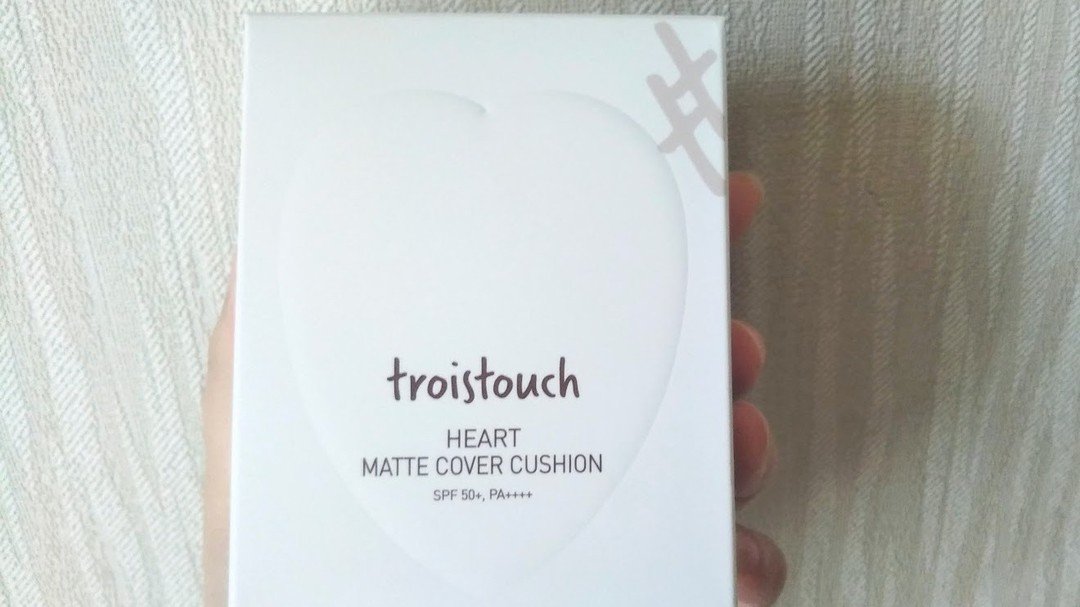 troistouch
HEART
MATTE COVER CUSHION
SPF 50+, PA++++